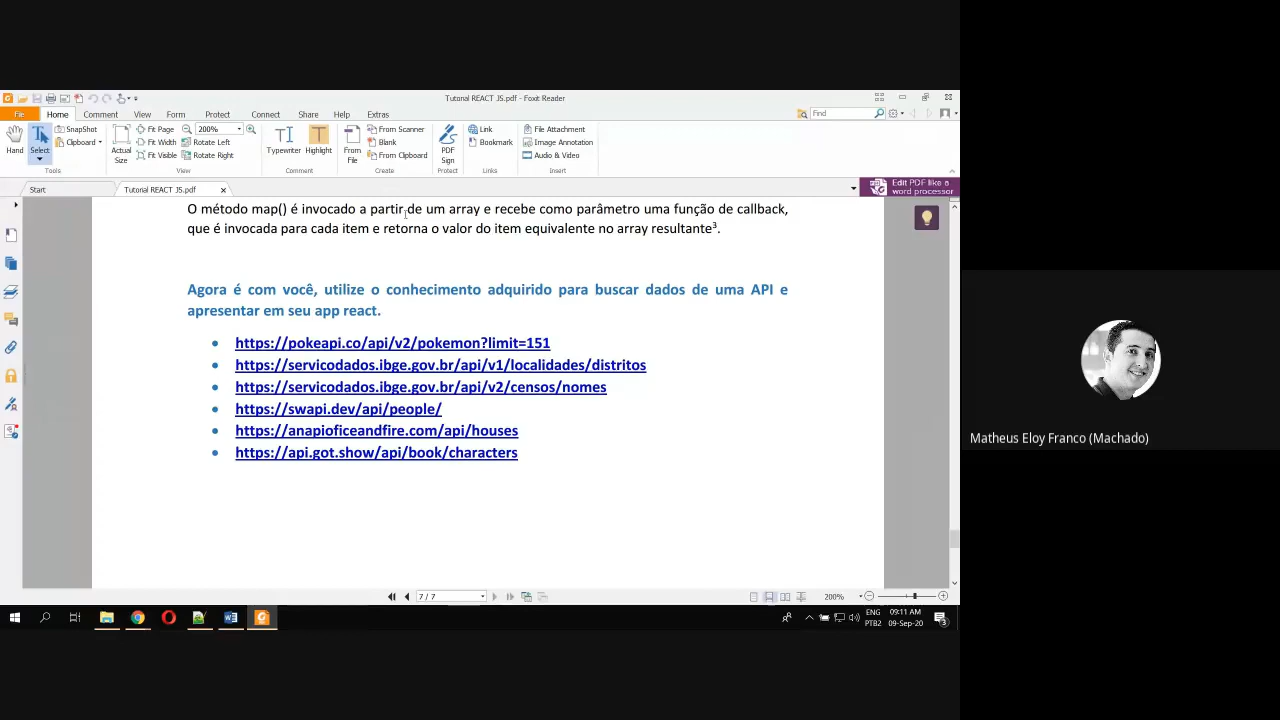 Tutorial REACT JS.pdf - Foxit Reader
File Home Comment View Form Protect Connect Share Help Extras
Find
Hand
Select
SnapShot
Clipboard
Tools
Actual Size
Fit Page
Fit Width
Fit Visible
200%
Rotate Left
Rotate Right
View
Typewriter
Highlight
Comment
From File
From Scanner
Blank
From Clipboard
Create
PDF Sign
Protect
Link
Bookmark
Links
File Attachment
Image Annotation
Audio & Video
Insert
Start
Tutorial REACT JS.pdf
Edit PDF like a
word processor
O método map() é invocado a partir de um array e recebe como parâmetro uma função de callback,
que é invocada para cada item e retorna o valor do item equivalente no array resultante³.
Agora é com você, utilize o conhecimento adquirido para buscar dados de uma API e
apresentar em seu app react.
• https://pokeapi.co/api/v2/pokemon?limit=151
• https://servicodados.ibge.gov.br/api/v1/localidades/distritos
• https://servicodados.ibge.gov.br/api/v2/censos/nomes
• https://swapi.dev/api/people/
• https://anapioficeandfire.com/api/houses
• https://api.got.show/api/book/characters
Matheus Eloy Franco (Machado)
7 / 7
200%
ENG 09:11 AM
PTB2 09-Sep-20
3